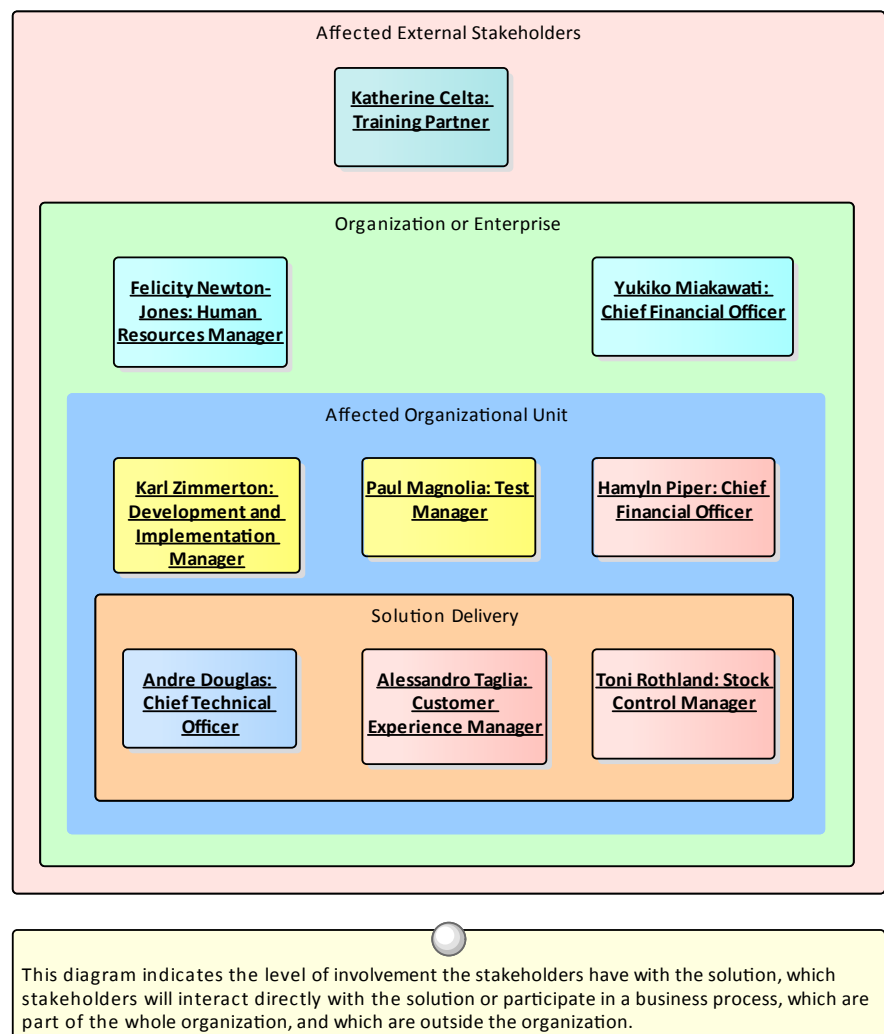 Affected External Stakeholders
Katherine Celta:
Training Partner
Organization or Enterprise
Felicity Newton-
Jones: Human
Resources Manager
Yukiko Miakawati:
Chief Financial Officer
Affected Organizational Unit
Karl Zimmerton:
Development and
Implementation
Manager
Paul Magnolia: Test
Manager
Hamyln Piper: Chief
Financial Officer
Solution Delivery
Andre Douglas:
Chief Technical
Officer
Alessandro Taglia:
Customer
Experience Manager
Toni Rothland: Stock
Control Manager
This diagram indicates the level of involvement the stakeholders have with the solution, which
stakeholders will interact directly with the solution or participate in a business process, which are
part of the whole organization, and which are outside the organization.